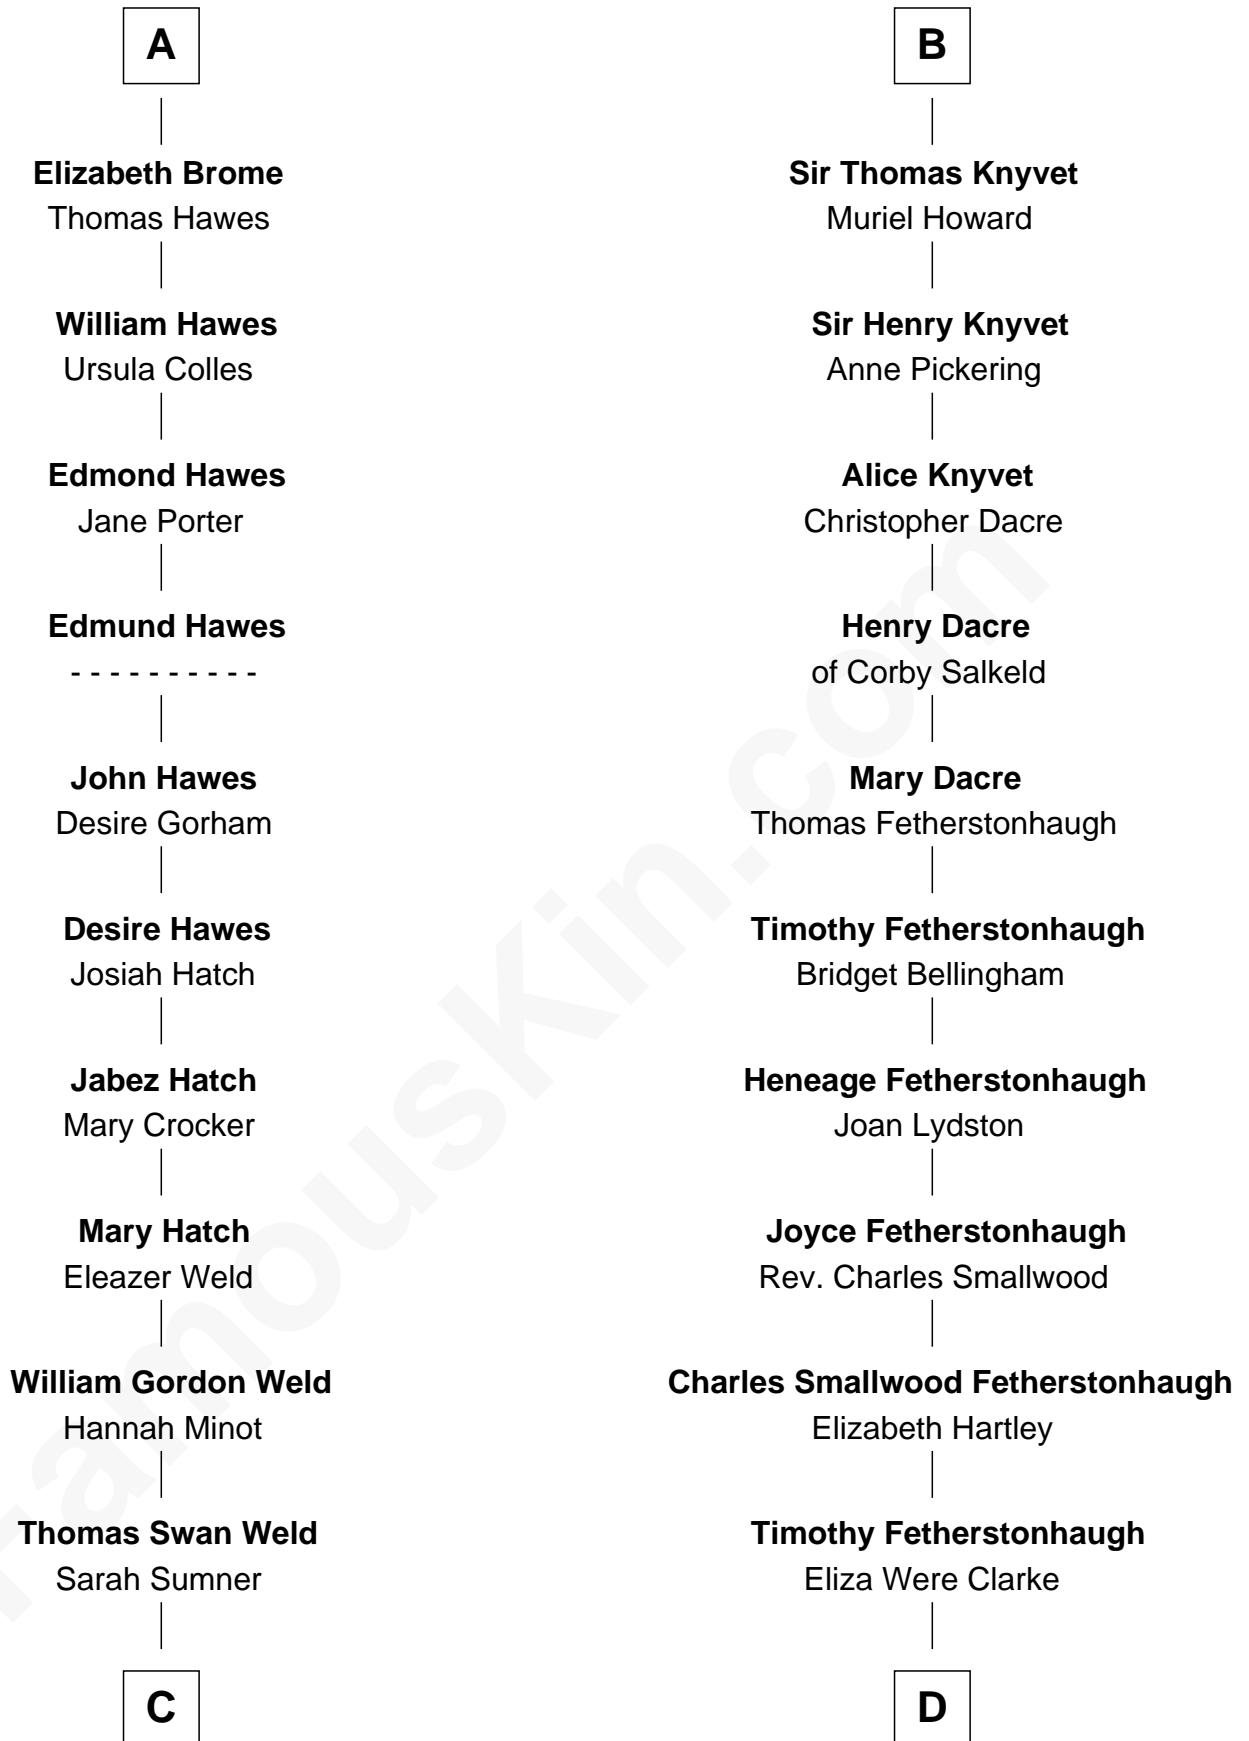 A
Elizabeth Brome
Thomas Hawes
William Hawes
Ursula Colles
Edmond Hawes
Jane Porter
Edmund Hawes
- - - - - - - - - -
John Hawes
Desire Gorham
Desire Hawes
Josiah Hatch
Jabez Hatch
Mary Crocker
Mary Hatch
Eleazer Weld
William Gordon Weld
Hannah Minot
Thomas Swan Weld
Sarah Sumner
C
B
Sir Thomas Knyvet
Muriel Howard
Sir Henry Knyvet
Anne Pickering
Alice Knyvet
Christopher Dacre
Henry Dacre
of Corby Salkeld
Mary Dacre
Thomas Fetherstonhaugh
Timothy Fetherstonhaugh
Bridget Bellingham
Heneage Fetherstonhaugh
Joan Lydston
Joyce Fetherstonhaugh
Rev. Charles Smallwood
Charles Smallwood Fetherstonhaugh
Elizabeth Hartley
Timothy Fetherstonhaugh
Eliza Were Clarke
D
FamousKin.com